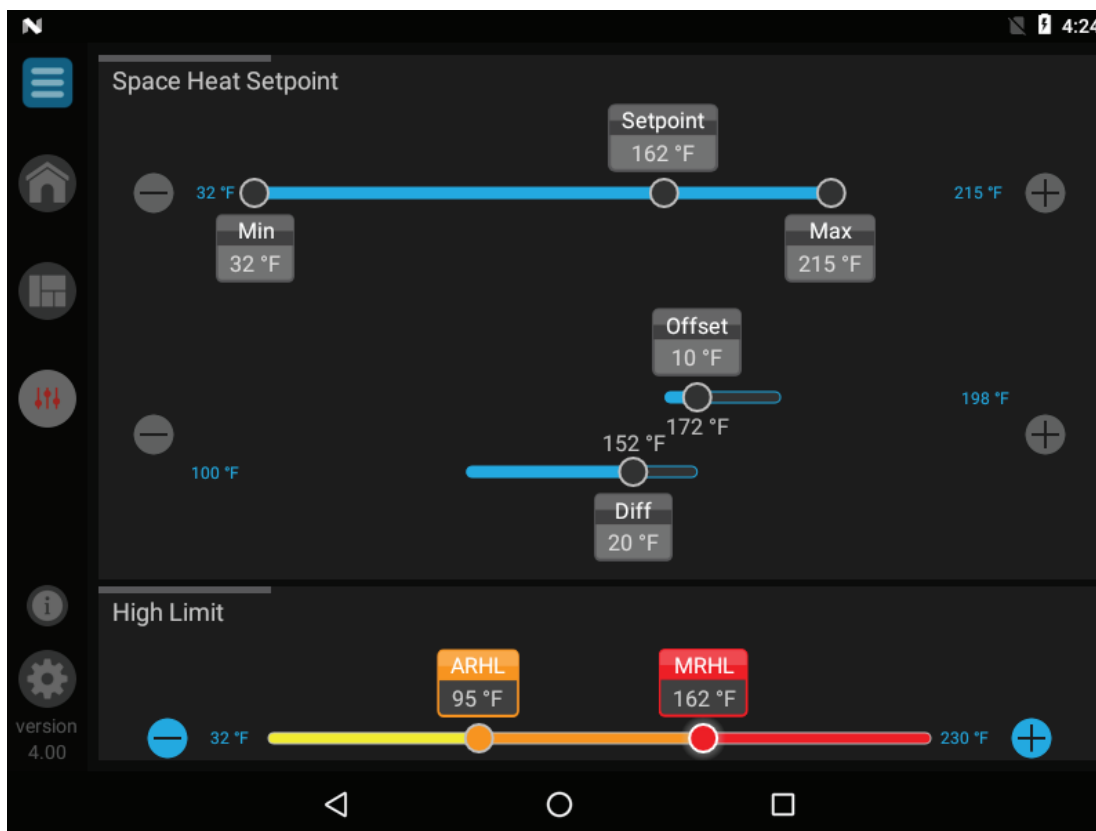 4:24
Space Heat Setpoint
Setpoint
162 °F
32 °F
215 °F
Min
32 °F
Max
215 °F
Offset
10 °F
198 °F
172 °F
152 °F
100 °F
Diff
20 °F
High Limit
ARHL
95 °F
MRHL
162 °F
version
4.00
32 °F
230 °F